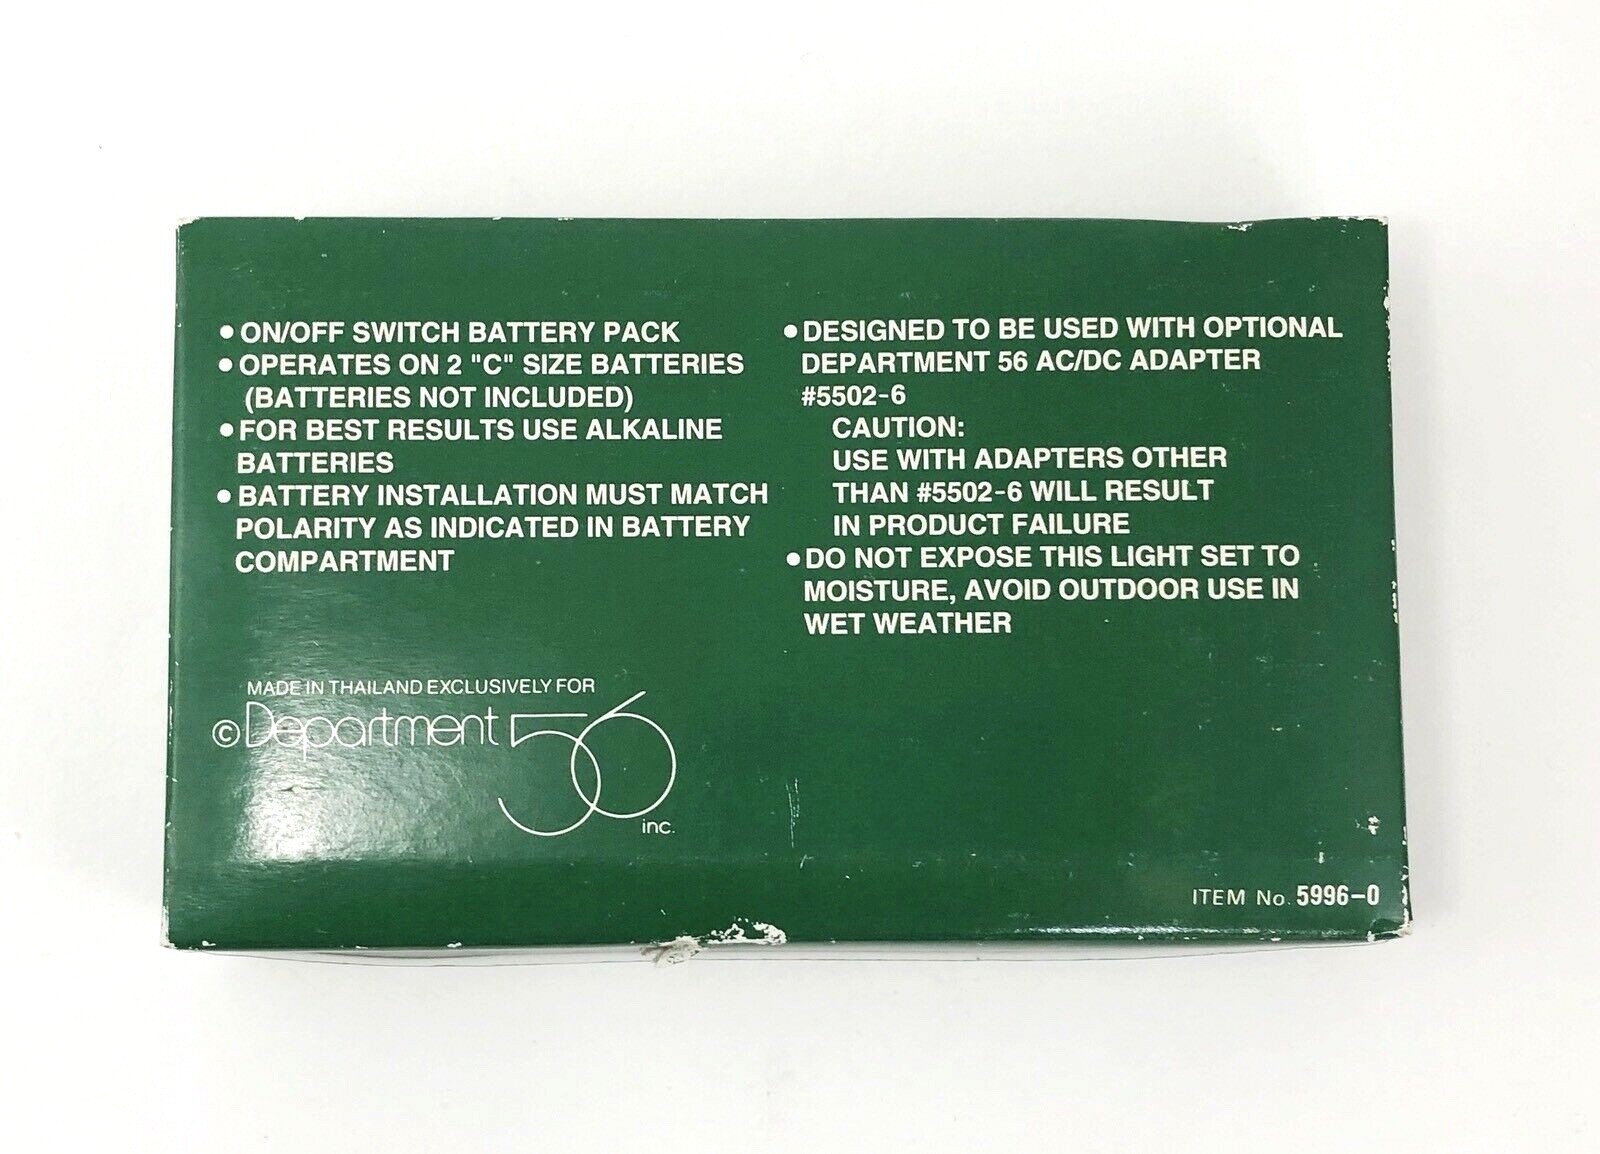 • ON/OFF SWITCH BATTERY PACK
• OPERATES ON 2 "C" SIZE BATTERIES
(BATTERIES NOT INCLUDED)
• FOR BEST RESULTS USE ALKALINE
BATTERIES
• BATTERY INSTALLATION MUST MATCH
POLARITY AS INDICATED IN BATTERY
COMPARTMENT
• DESIGNED TO BE USED WITH OPTIONAL
DEPARTMENT 56 AC/DC ADAPTER
#5502-6
CAUTION:
USE WITH ADAPTERS OTHER
THAN #5502-6 WILL RESULT
IN PRODUCT FAILURE
• DO NOT EXPOSE THIS LIGHT SET TO
MOISTURE, AVOID OUTDOOR USE IN
WET WEATHER
MADE IN THAILAND EXCLUSIVELY FOR
© Department 56
inc.
ITEM No. 5996-0